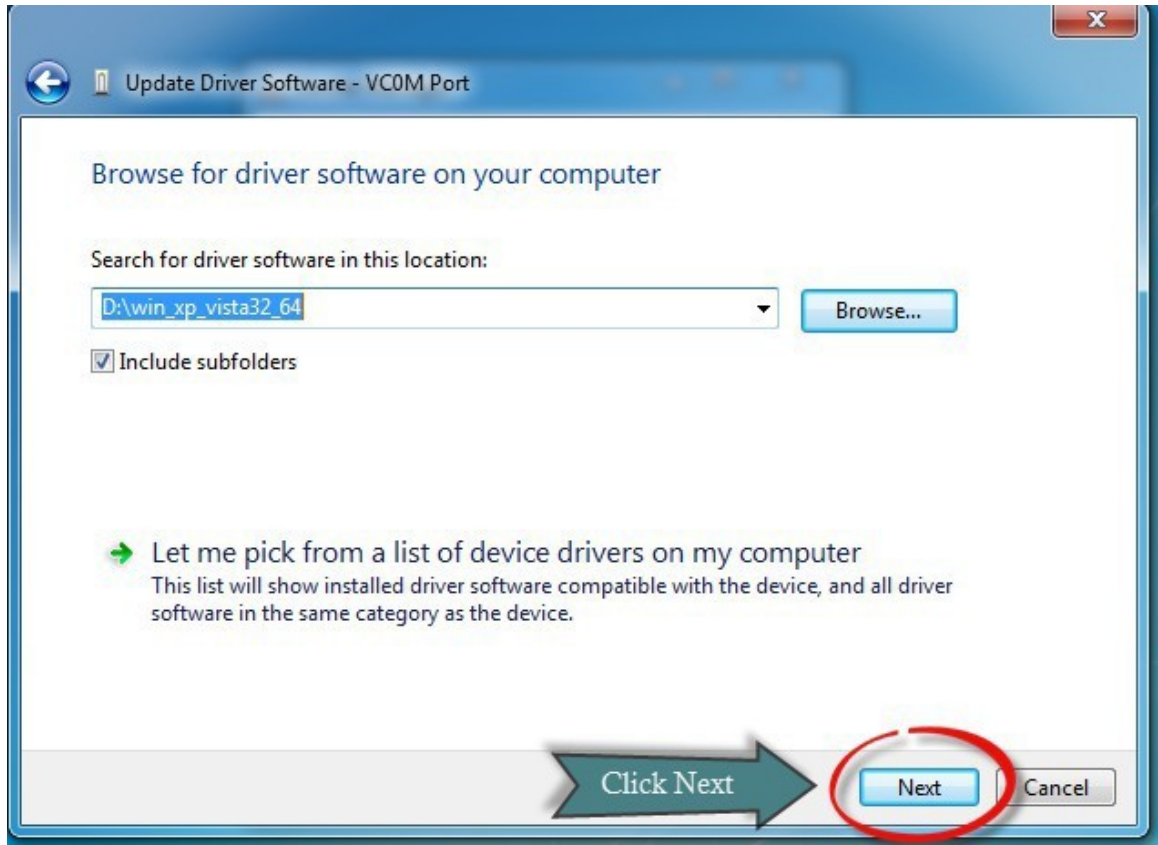 Update Driver Software - VC0M Port
Browse for driver software on your computer
Search for driver software in this location:
D:\win_xp_vista32_64
Browse...
Include subfolders
Let me pick from a list of device drivers on my computer
This list will show installed driver software compatible with the device, and all driver
software in the same category as the device.
Click Next
Next
Cancel